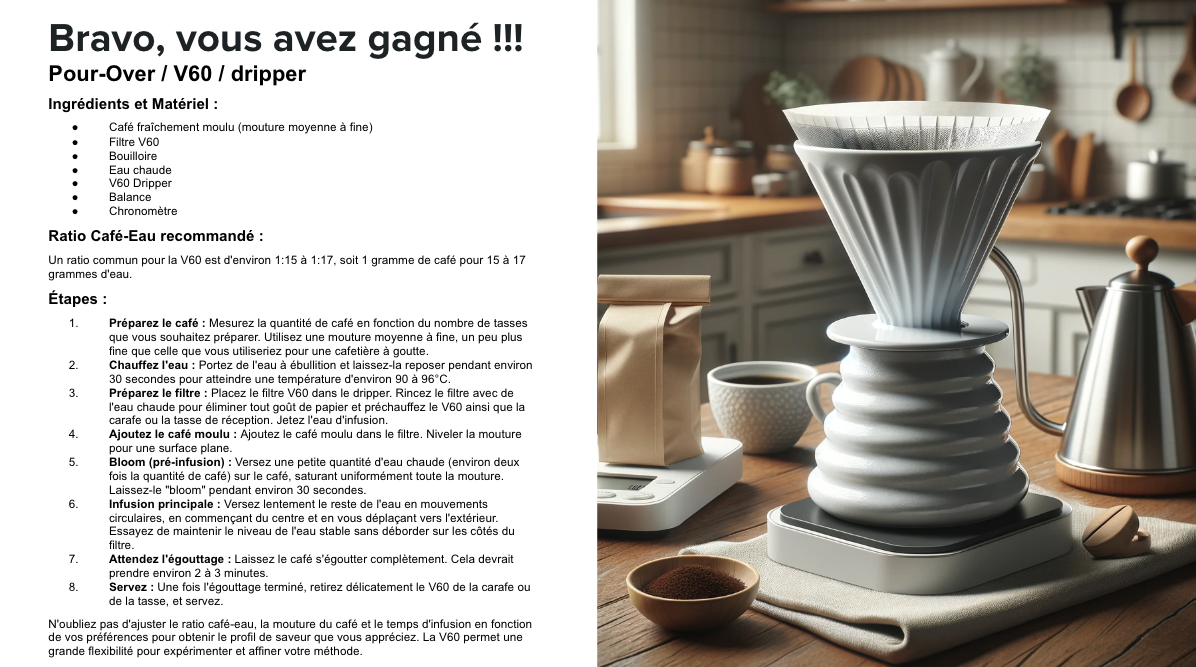 Bravo, vous avez gagné !!!
Pour-Over / V60 / dripper
Ingrédients et Matériel :
● Café fraîchement moulu (mouture moyenne à fine)
● Filtre V60
● Bouilloire
● Eau chaude
● V60 Dripper
● Balance
● Chronomètre
Ratio Café-Eau recommandé :
Un ratio commun pour la V60 est d'environ 1:15 à 1:17, soit 1 gramme de café pour 15 à 17
grammes d'eau.
Étapes :
1. Préparez le café : Mesurez la quantité de café en fonction du nombre de tasses
que vous souhaitez préparer. Utilisez une mouture moyenne à fine, un peu plus
fine que celle que vous utiliseriez pour une cafetière à goutte.
2. Chauffez l'eau : Portez de l'eau à ébullition et laissez-la reposer pendant environ
30 secondes pour atteindre une température d'environ 90 à 96°C.
3. Préparez le filtre : Placez le filtre V60 dans le dripper. Rincez le filtre avec de
l'eau chaude pour éliminer tout goût de papier et préchauffez le V60 ainsi que la
carafe ou la tasse de réception. Jetez l'eau d'infusion.
4. Ajoutez le café moulu : Ajoutez le café moulu dans le filtre. Niveler la mouture
pour une surface plane.
5. Bloom (pré-infusion) : Versez une petite quantité d'eau chaude (environ deux
fois la quantité de café) sur le café, saturant uniformément toute la mouture.
Laissez-le "bloom" pendant environ 30 secondes.
6. Infusion principale : Versez lentement le reste de l'eau en mouvements
circulaires, en commençant du centre et en vous déplaçant vers l'extérieur.
Essayez de maintenir le niveau de l'eau stable sans déborder sur les côtés du
filtre.
7. Attendez l'égouttage : Laissez le café s'égoutter complètement. Cela devrait
prendre environ 2 à 3 minutes.
8. Servez : Une fois l'égouttage terminé, retirez délicatement le V60 de la carafe ou
de la tasse, et servez.
N'oubliez pas d'ajuster le ratio café-eau, la mouture du café et le temps d'infusion en fonction
de vos préférences pour obtenir le profil de saveur que vous appréciez. La V60 permet une
grande flexibilité pour expérimenter et affiner votre méthode.